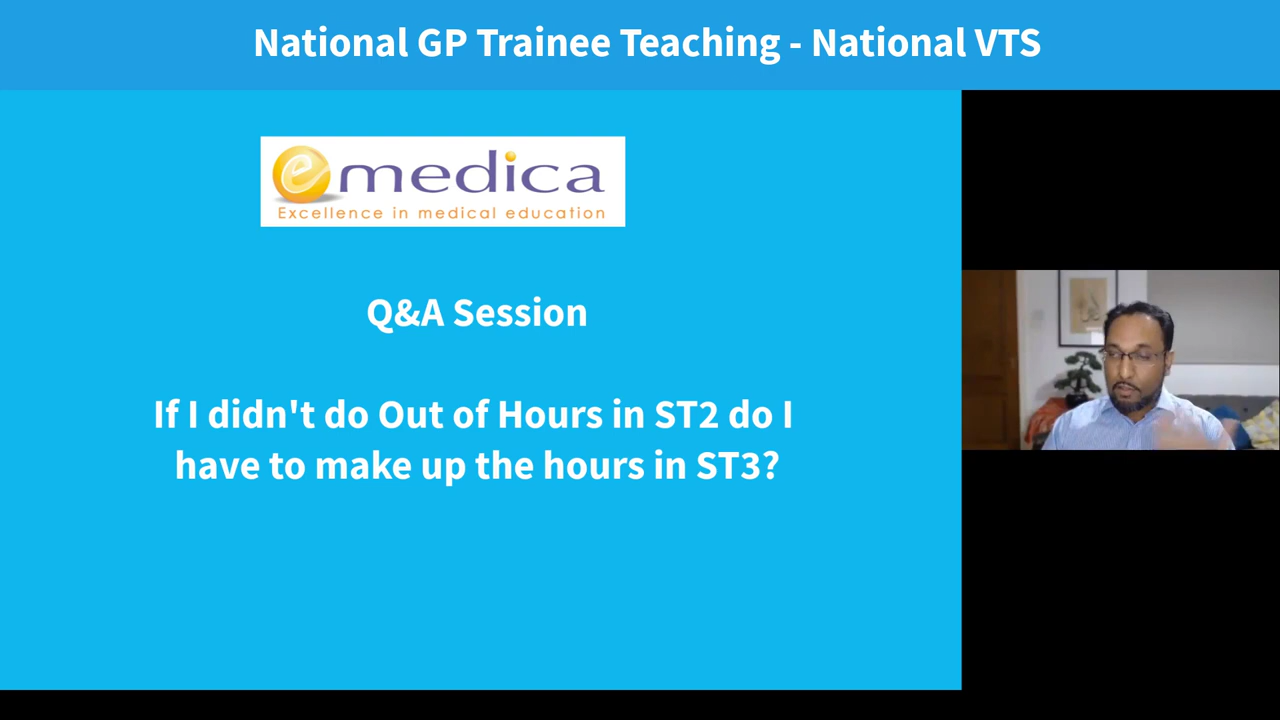 National GP Trainee Teaching - National VTS
emedica
Excellence in medical education
Q&A Session
If I didn't do Out of Hours in ST2 do I
have to make up the hours in ST3?